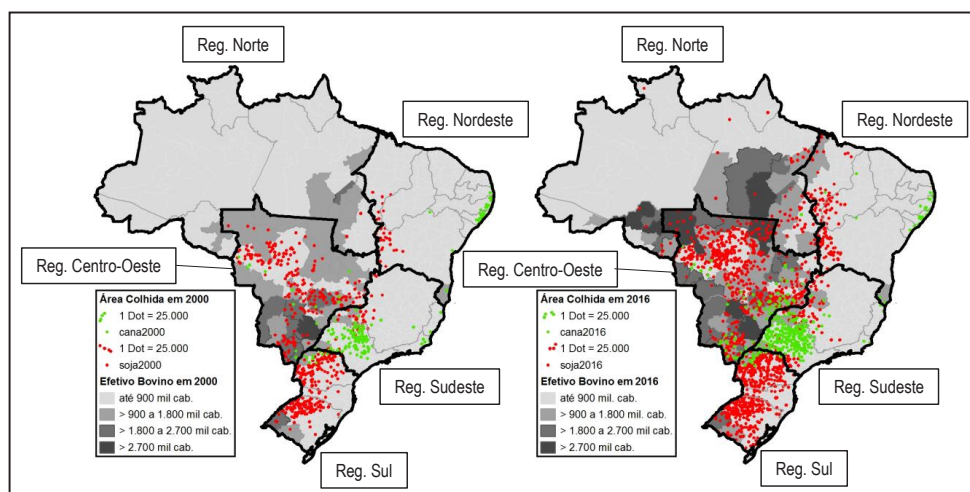 Reg. Norte
Reg. Nordeste
Reg. Centro-Oeste
Área Colhida em 2000
1 Dot = 25.000
cana2000
1 Dot = 25.000
soja2000
Efetivo Bovino em 2000
até 900 mil cab.
> 900 a 1.800 mil cab.
> 1.800 a 2.700 mil cab.
> 2.700 mil cab.
Reg. Sudeste
Reg. Sul
Reg. Norte
Reg. Nordeste
Reg. Centro-Oeste
Área Colhida em 2016
1 Dot = 25.000
cana2016
1 Dot = 25.000
soja2016
Efetivo Bovino em 2016
até 900 mil cab.
> 900 a 1.800 mil. cab.
> 1.800 a 2.700 mil cab.
> 2.700 mil cab.
Reg. Sudeste
Reg. Sul